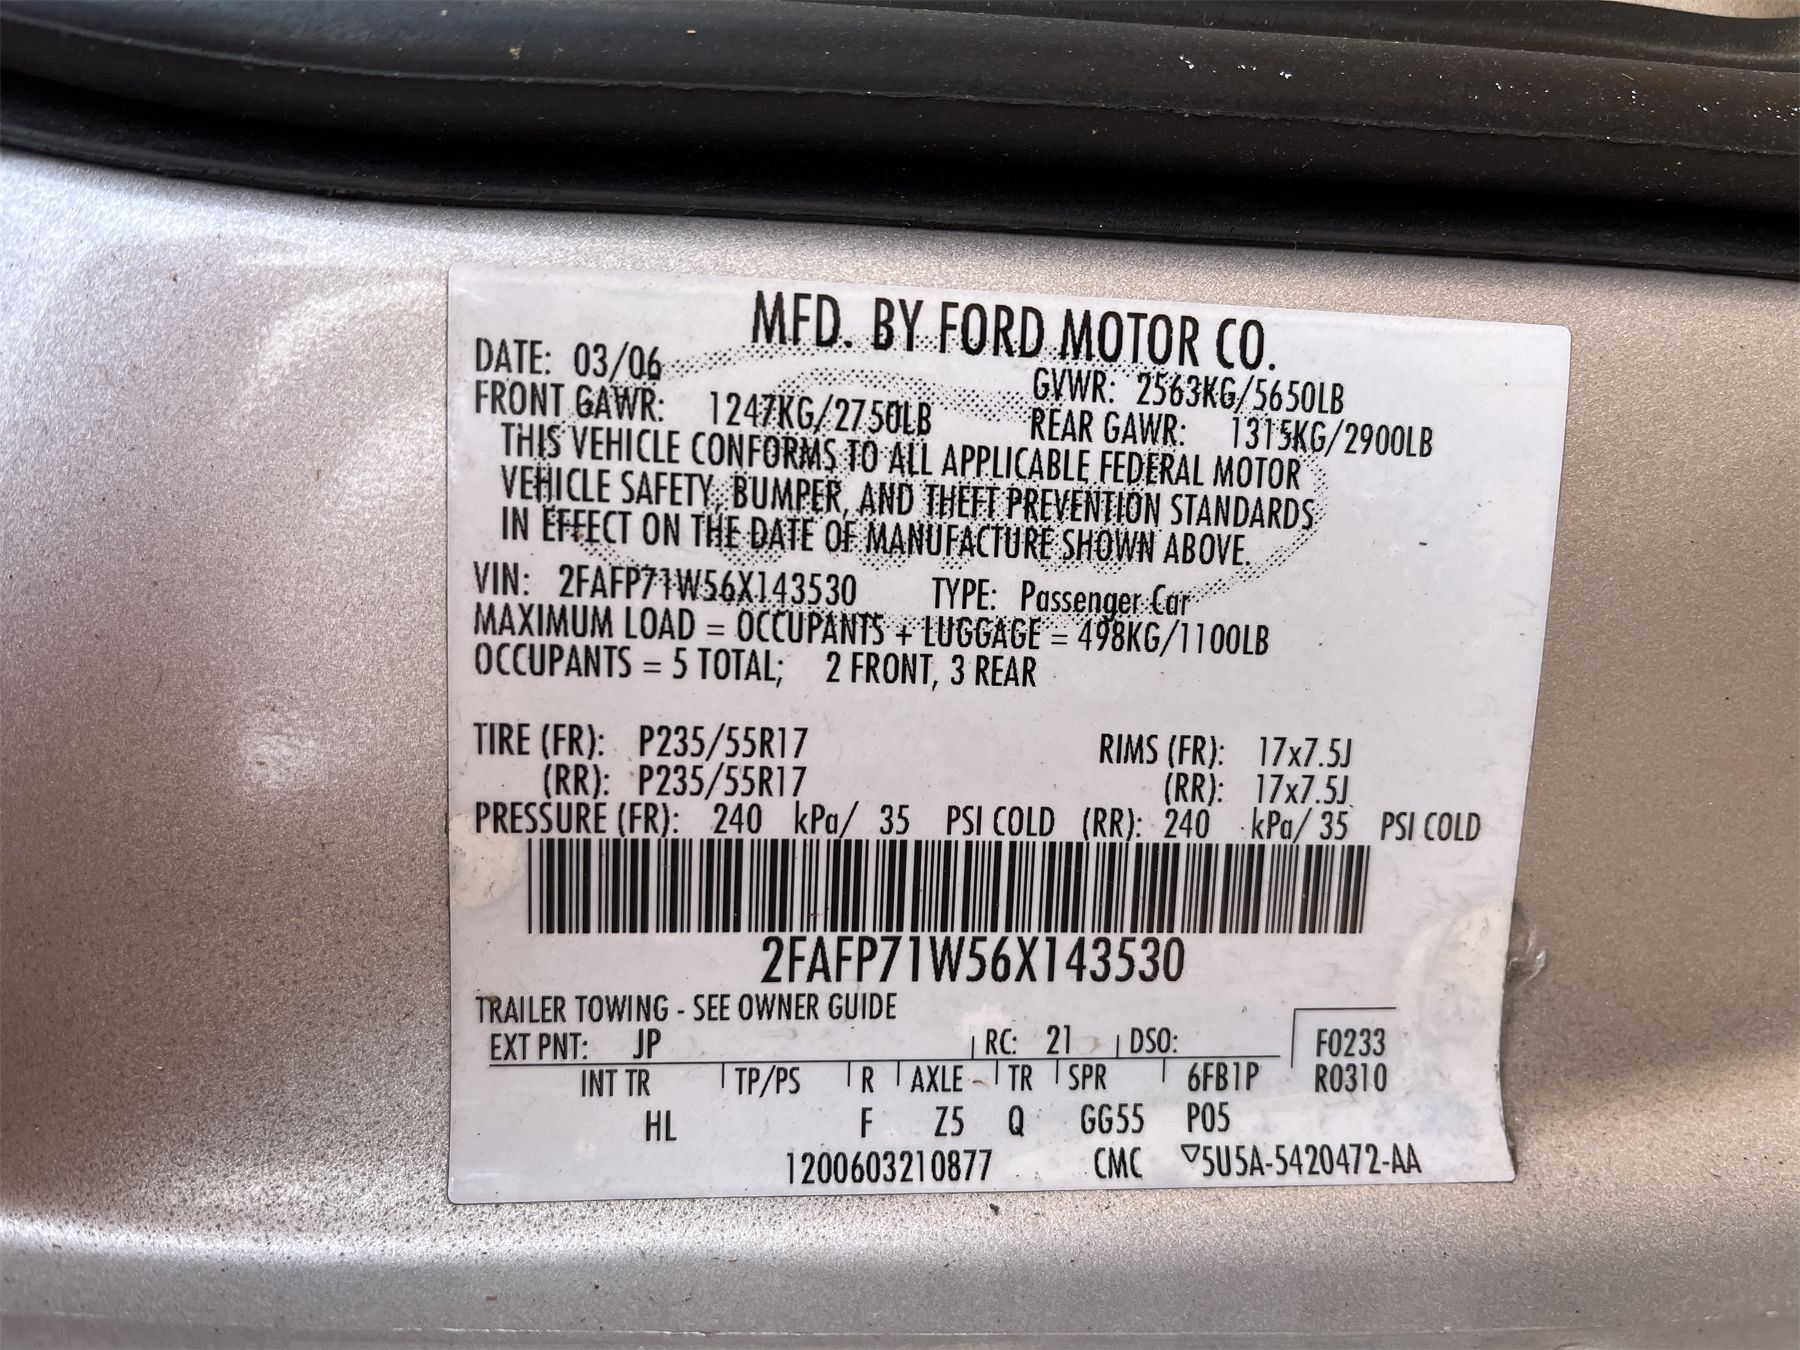 MFD. BY FORD MOTOR CO.
DATE: 03/06 GVWR: 2563KG/5650LB
FRONT GAWR: 1247KG/2750LB REAR GAWR: 1315KG/2900LB
THIS VEHICLE CONFORMS TO ALL APPLICABLE FEDERAL MOTOR
VEHICLE SAFETY, BUMPER, AND THEFT PREVENTION STANDARDS
IN EFFECT ON THE DATE OF MANUFACTURE SHOWN ABOVE.
VIN: 2FAFP71W56X143530 TYPE: Passenger Car
MAXIMUM LOAD = OCCUPANTS + LUGGAGE = 498KG/1100LB
OCCUPANTS = 5 TOTAL; 2 FRONT, 3 REAR
TIRE (FR): P235/55R17 RIMS (FR): 17x7.5J
(RR): P235/55R17 (RR): 17x7.5J
PRESSURE (FR): 240 kPa/ 35 PSI COLD (RR): 240 kPa/ 35 PSI COLD
2FAFP71W56X143530
TRAILER TOWING - SEE OWNER GUIDE
EXT PNT: JP RC: 21 DSO: F0233
INT TR TP/PS R AXLE TR SPR 6FB1P R0310
HL F Z5 Q GG55 P05
1200603210877 CMC ▽5U5A-5420472-AA